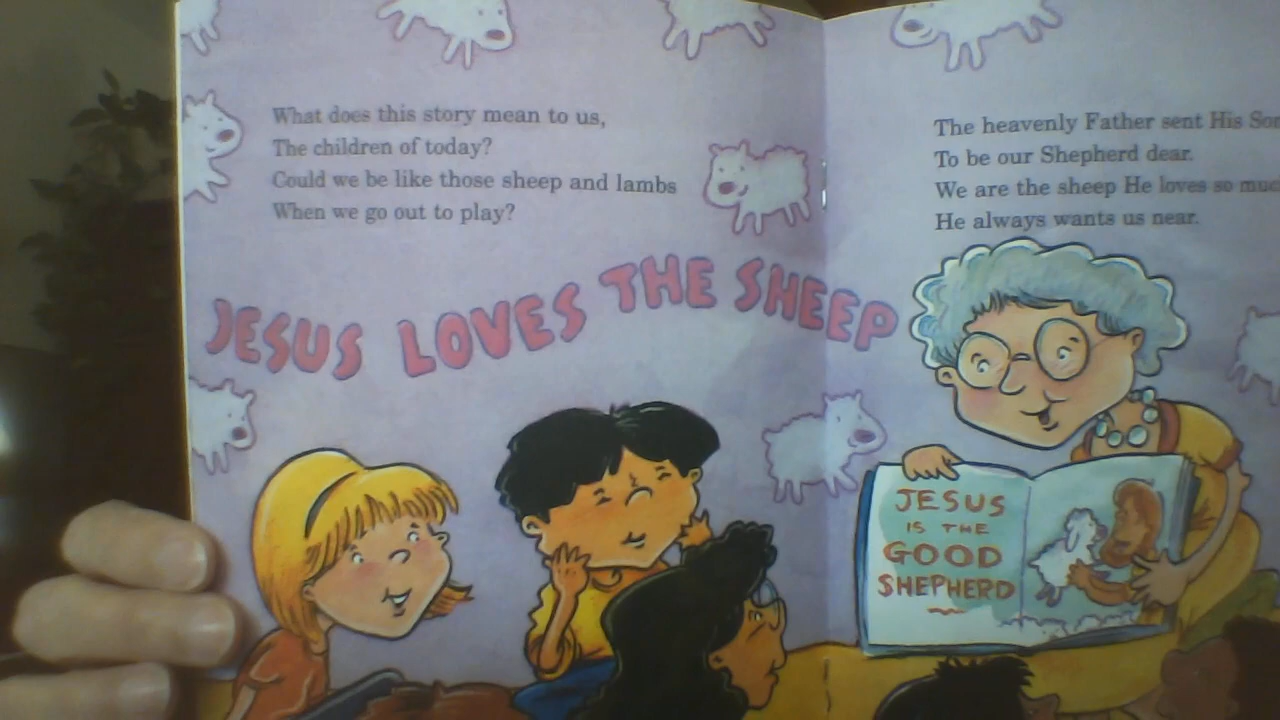 What does this story mean to us,
The children of today?
Could we be like those sheep and lambs
When we go out to play?
The heavenly Father sent His Son
To be our Shepherd dear.
We are the sheep He loves so much
He always wants us near.
JESUS LOVES THE SHEEP
JESUS
IS THE
GOOD
SHEPHERD